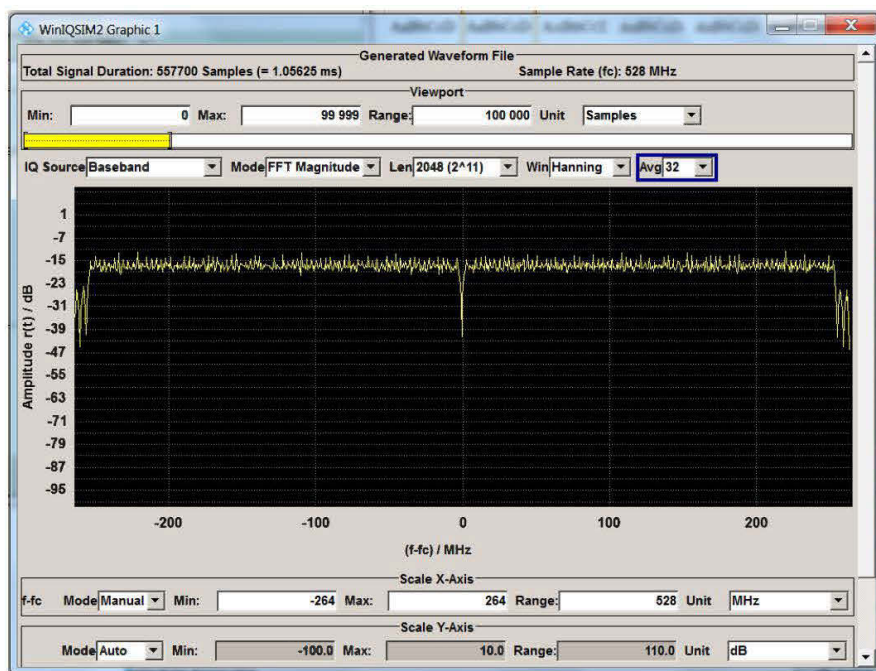 WinIQSIM2 Graphic 1
Generated Waveform File
Total Signal Duration: 557700 Samples (= 1.05625 ms) Sample Rate (fc): 528 MHz
Viewport
Min: 0 Max: 99 999 Range: 100 000 Unit Samples
IQ Source Baseband Mode FFT Magnitude Len 2048 (2^11) Win Hanning Avg 32
1
-7
-15
-23
-31
-39
-47
-55
-63
-71
-79
-87
-95
Amplitude r(t) / dB
-200 -100 0 100 200
(f-fc) / MHz
Scale X-Axis
f-fc Mode Manual Min: -264 Max: 264 Range: 528 Unit MHz
Scale Y-Axis
Mode Auto Min: -100.0 Max: 10.0 Range: 110.0 Unit dB